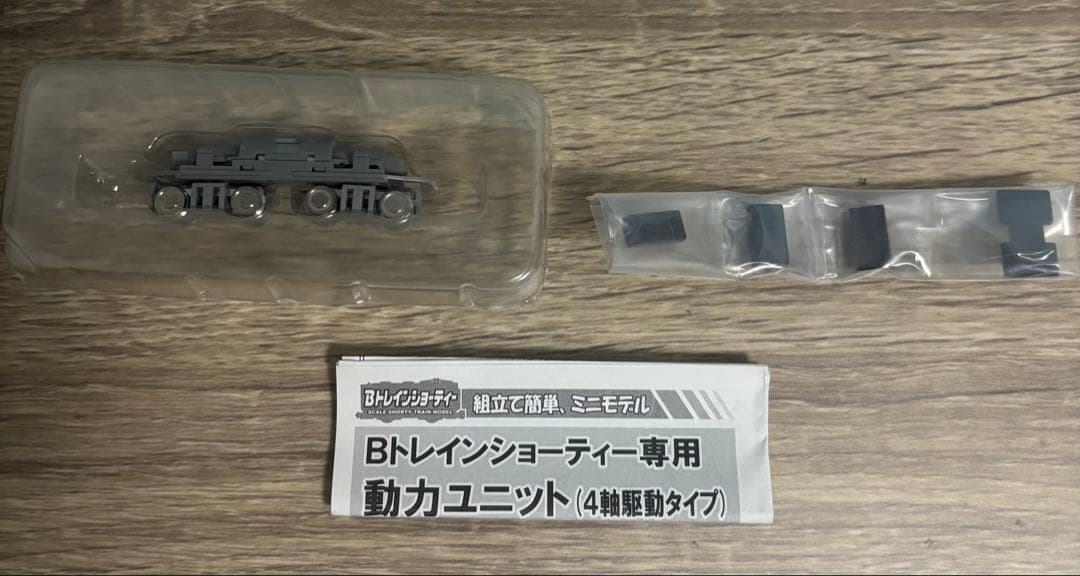 Bトレインショーティー
SCALE SHORTY TRAIN MODEL
組立て簡単、ミニモデル
Bトレインショーティー専用
動力ユニット(4軸駆動タイプ)